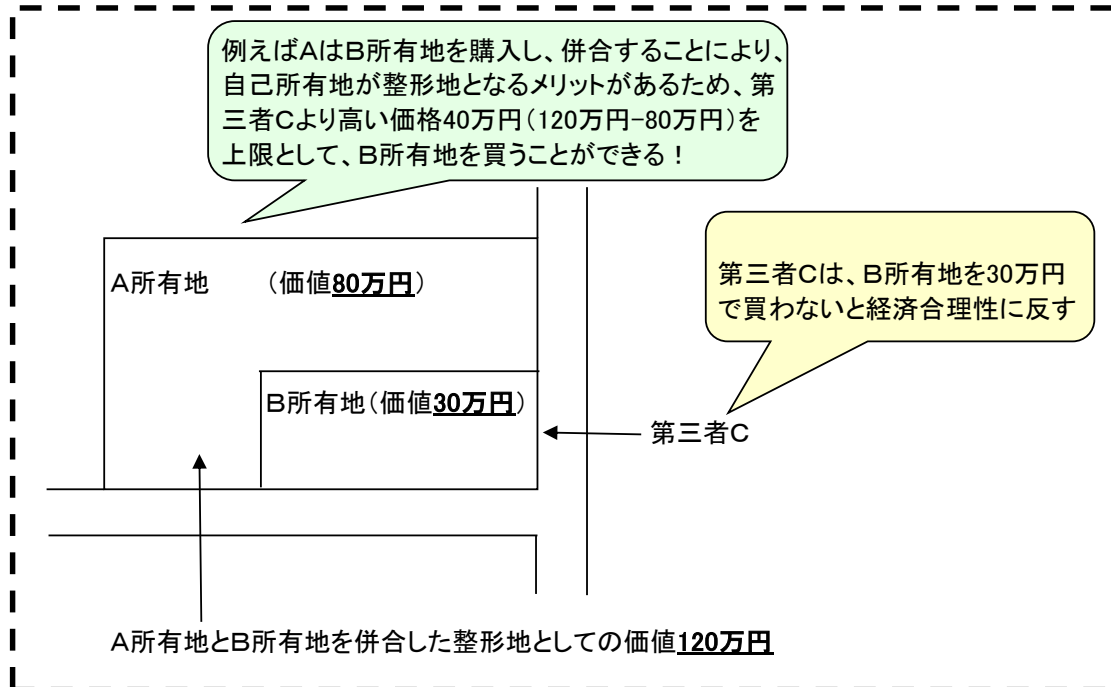 例えばAはB所有地を購入し、併合することにより、
自己所有地が整形地となるメリットがあるため、第
三者Cより高い価格40万円(120万円-80万円)を
上限として、B所有地を買うことができる!
第三者Cは、B所有地を30万円
で買わないと経済合理性に反す
A所有地 (価値80万円)
B所有地(価値30万円)
第三者C
A所有地とB所有地を併合した整形地としての価値120万円